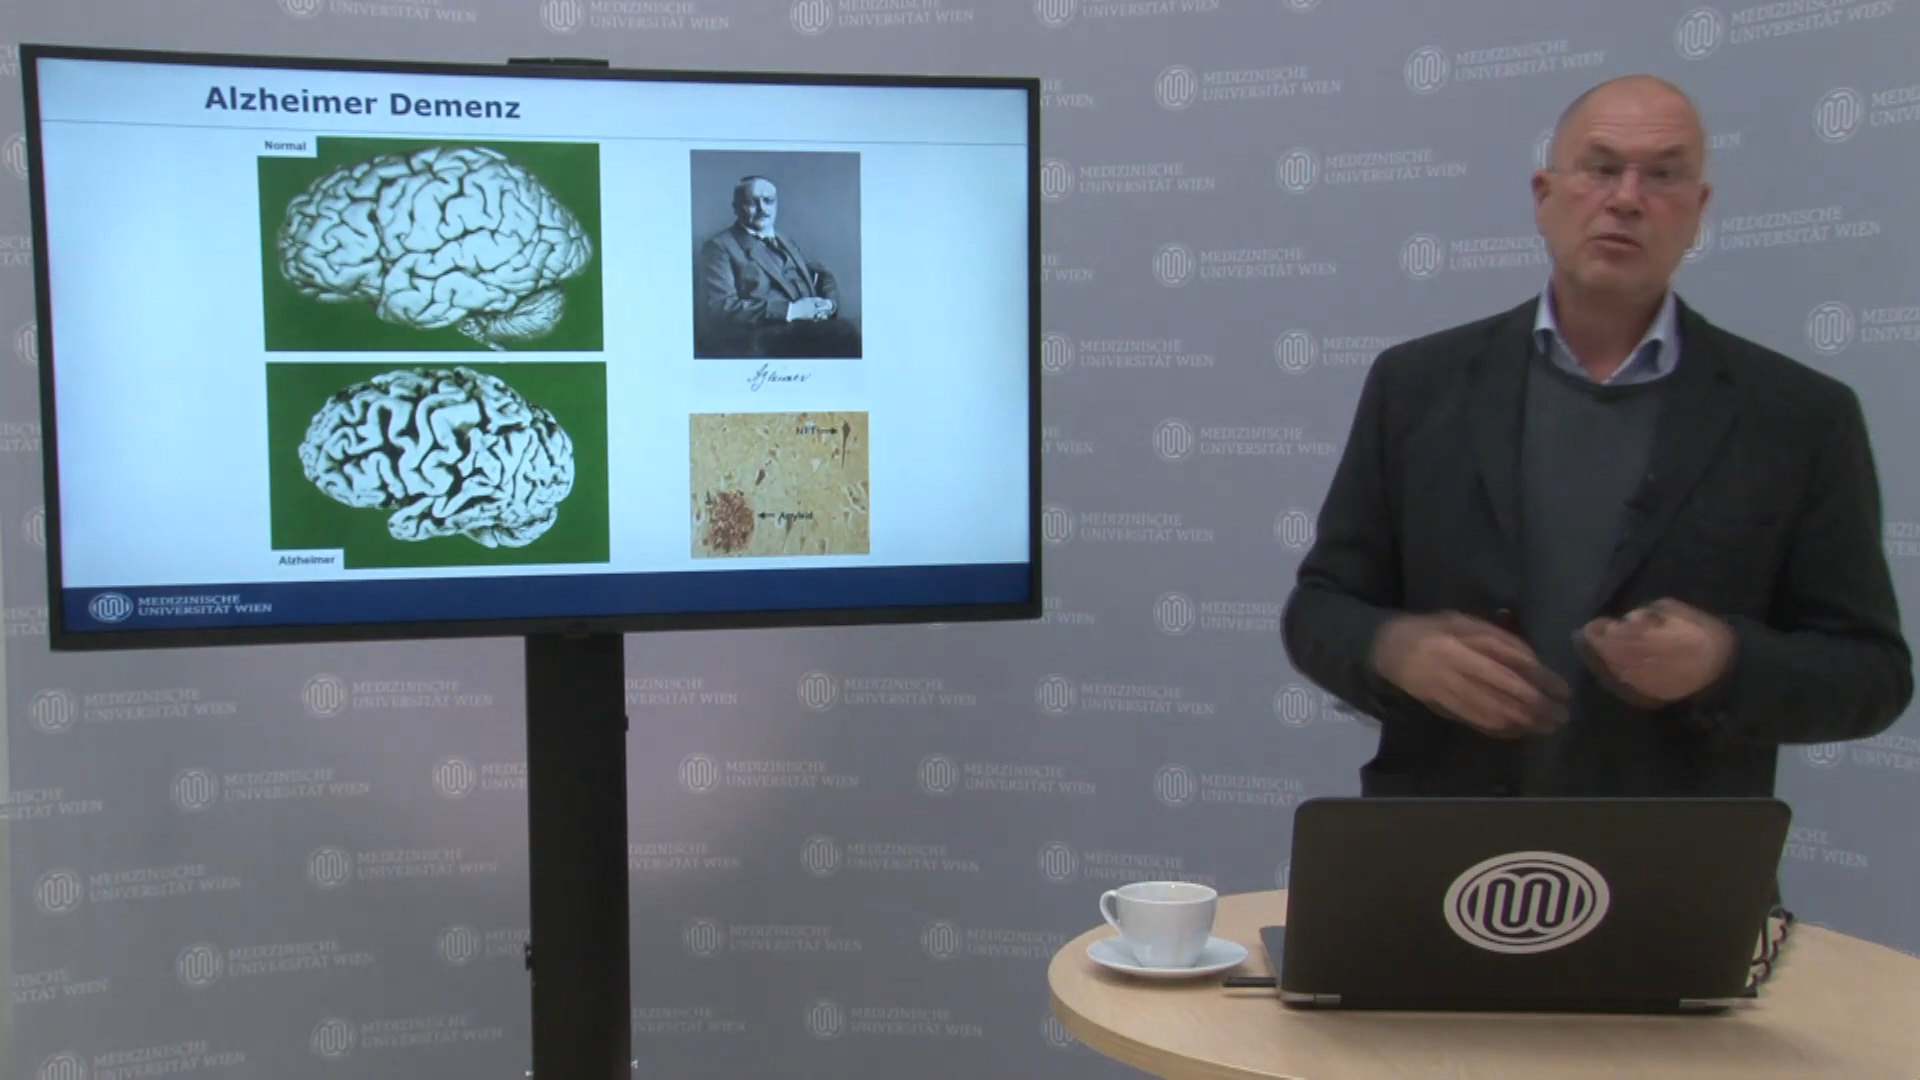 Alzheimer Demenz
Normal
Alzheimer
NFT
Amyloid
MEDIZINISCHE
UNIVERSITÄT WIEN
MEDIZINISCHE
UNIVERSITÄT WIEN